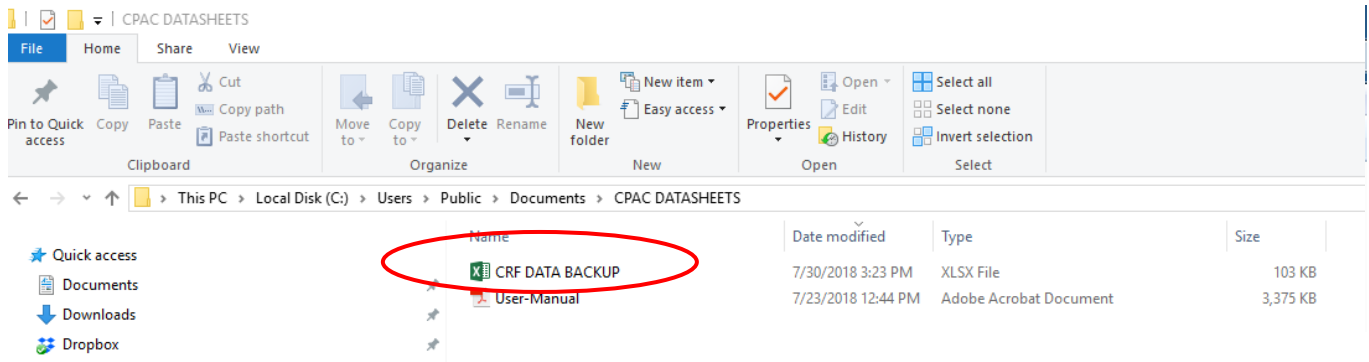 CPAC DATASHEETS
File Home Share View
Pin to Quick access
Copy
Paste
Cut
Copy path
Paste shortcut
Clipboard
Move to
Copy to
Delete
Rename
Organize
New folder
New item
Easy access
New
Properties
Open
Edit
History
Open
Select all
Select none
Invert selection
Select
This PC > Local Disk (C:) > Users > Public > Documents > CPAC DATASHEETS
Name Date modified Type Size
Quick access
Documents
Downloads
Dropbox
CRF DATA BACKUP 7/30/2018 3:23 PM XLSX File 103 KB
User-Manual 7/23/2018 12:44 PM Adobe Acrobat Document 3,375 KB